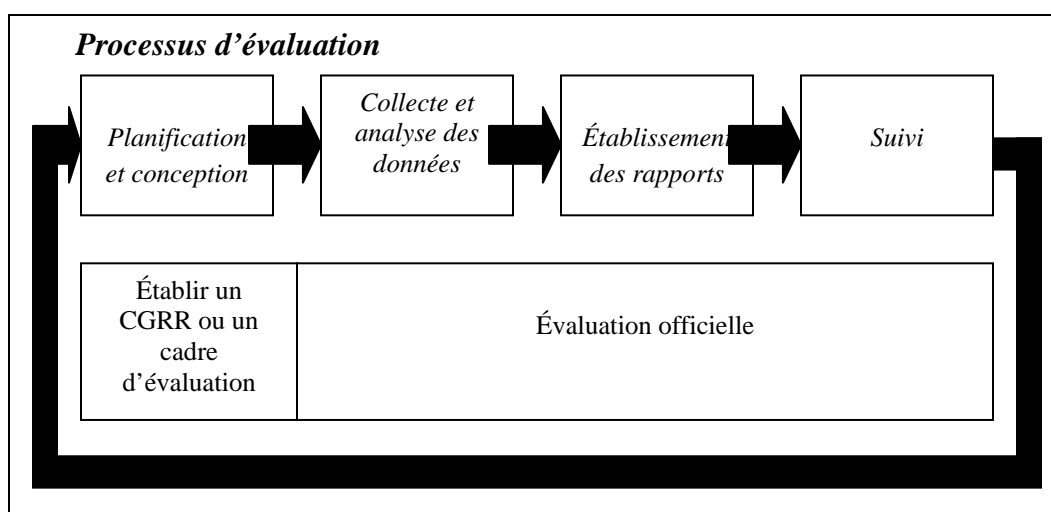 Processus d'évaluation
Planification
et conception
Collecte et
analyse des
données
Établissement
des rapports
Suivi
Établir un
CGRR ou un
cadre
d'évaluation
Évaluation officielle